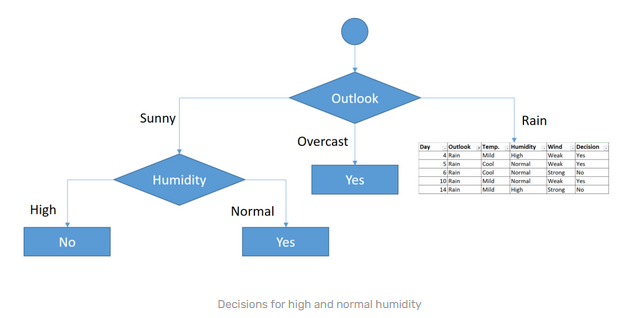 Outlook
Sunny
Rain
Overcast
Day Outlook Temp. Humidity Wind Decision
4 Rain Mild High Weak Yes
5 Rain Cool Normal Weak Yes
6 Rain Cool Normal Strong No
10 Rain Mild Normal Weak Yes
14 Rain Mild High Strong No
Humidity
Yes
High
Normal
No
Yes
Decisions for high and normal humidity